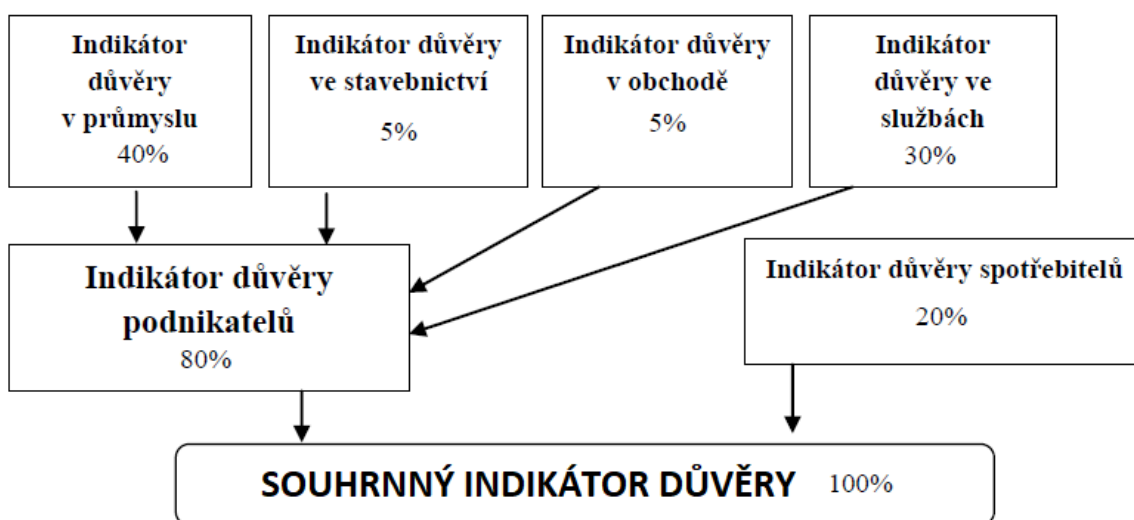 Indikátor
důvěry
v průmyslu
40%
Indikátor důvěry
ve stavebnictví
5%
Indikátor důvěry
v obchodě
5%
Indikátor
důvěry ve
službách
30%
Indikátor důvěry
podnikatelů
80%
Indikátor důvěry spotřebitelů
20%
SOUHRNNÝ INDIKÁTOR DŮVĚRY 100%